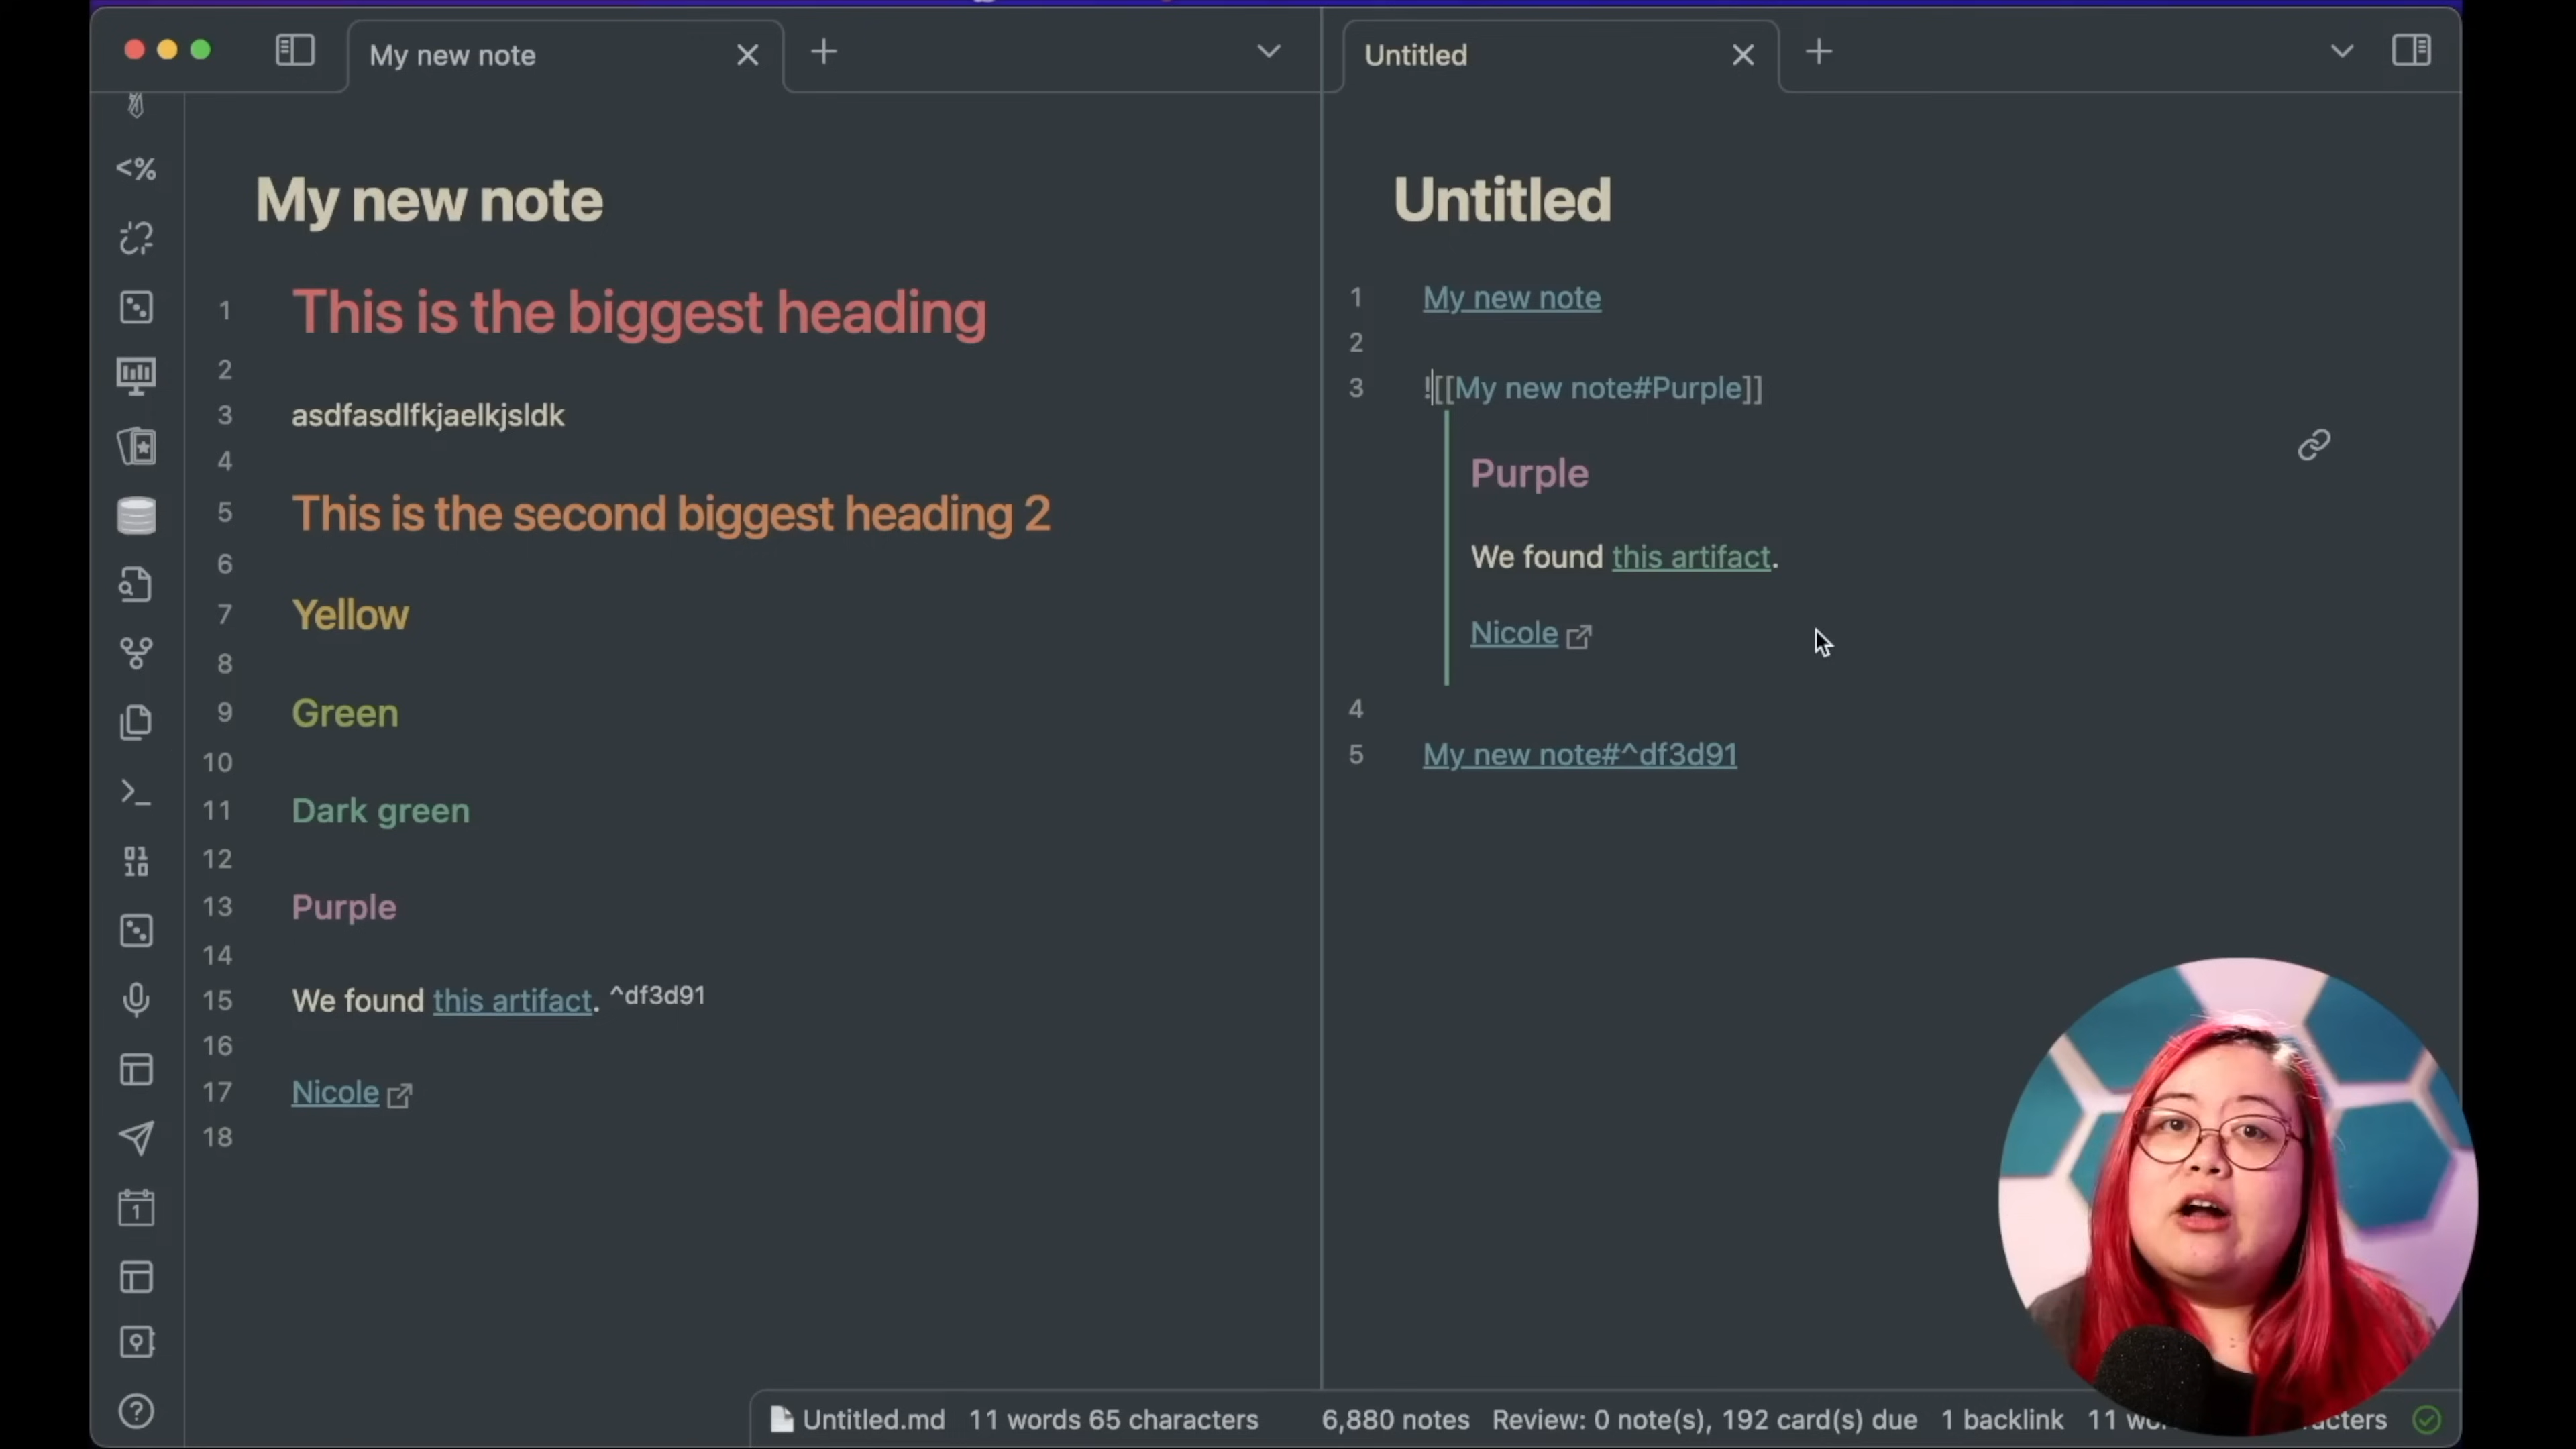 My new note
Untitled
<%
My new note
1 This is the biggest heading
2
3 asdfasdlfkjaelkjsldk
4
5 This is the second biggest heading 2
6
7 Yellow
8
9 Green
10
11 Dark green
12
13 Purple
14
15 We found this artifact. ^df3d91
16
17 Nicole
18
Untitled
1 My new note
2
3 ![[My new note#Purple]]
Purple
We found this artifact.
Nicole
4
5 My new note#^df3d91
01
10
1
Untitled.md 11 words 65 characters 6,880 notes Review: 0 note(s), 192 card(s) due 1 backlink 11